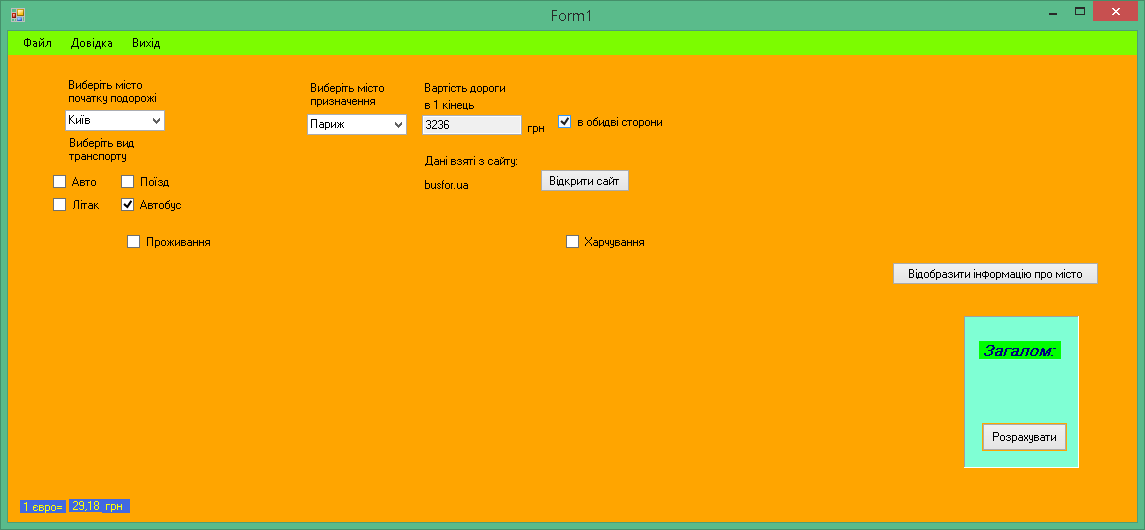 Form1
Файл Довідка Вихід
Виберіть місто
початку подорожі
Київ
Виберіть місто
призначення
Париж
Вартість дороги
в 1 кінець
3236 грн
в обидві сторони
Виберіть вид
транспорту
Авто Поїзд
Літак Автобус
Дані взяті з сайту:
busfor.ua
Відкрити сайт
Проживання
Харчування
Відобразити інформацію про місто
Загалом:
Розрахувати
1 євро= 29,18 грн